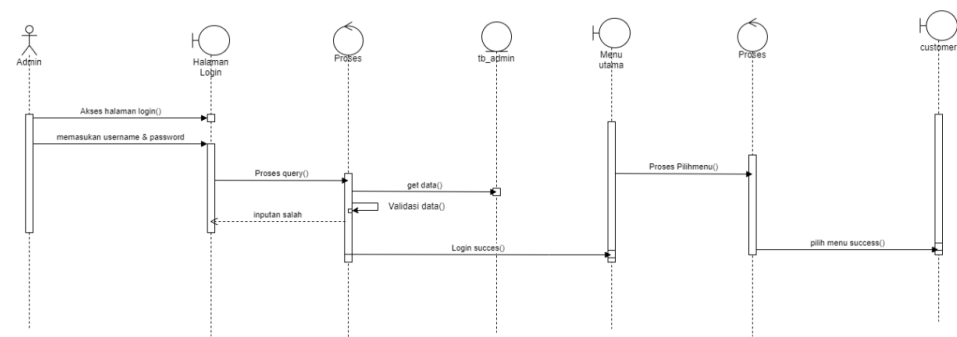 Admin
Halaman
Login
Proses
tb_admin
Menu
utama
Proses
customer
Akses halaman login()
memasukan username & password
Proses query()
get data()
Validasi data()
inputan salah
Login succes()
Proses Pilihmenu()
pilih menu success()